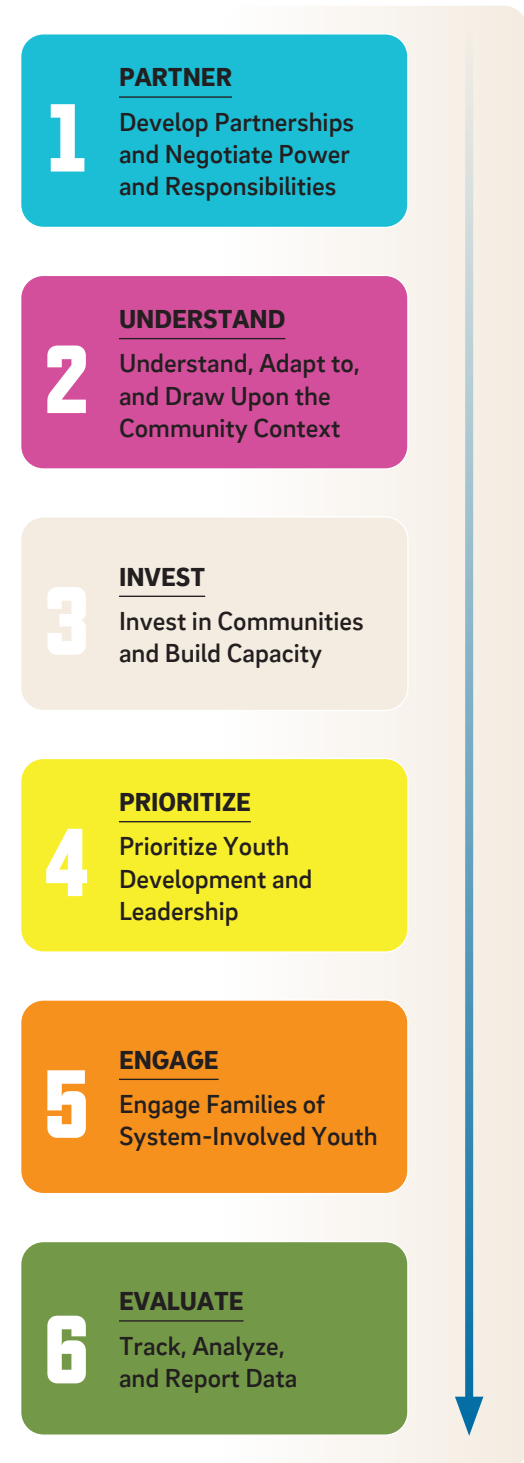 1
PARTNER
Develop Partnerships
and Negotiate Power
and Responsibilities
2
UNDERSTAND
Understand, Adapt to,
and Draw Upon the
Community Context
3
INVEST
Invest in Communities
and Build Capacity
4
PRIORITIZE
Prioritize Youth
Development and
Leadership
5
ENGAGE
Engage Families of
System-Involved Youth
6
EVALUATE
Track, Analyze,
and Report Data